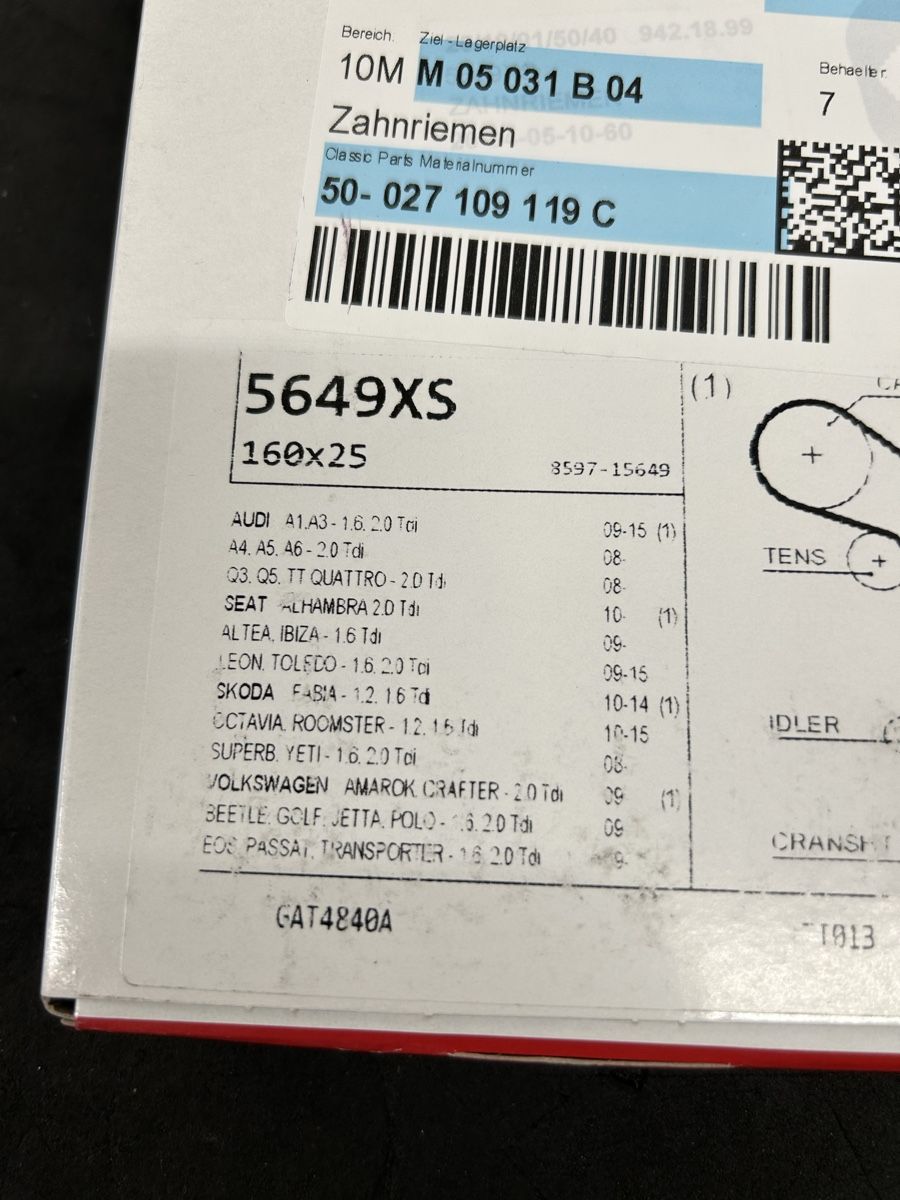 Bereich. Ziel-Lagerplatz
942.18.99
10M M 05 031 B 04
Behaelter.
7
Zahnriemen
Classic Parts Materialnummer
50- 027 109 119 C
5649XS
160x25
8597-15649
(1)
AUDI A1.A3 - 1.6. 2.0 Tdi 09-15 (1)
A4. A5. A6 - 2.0 Tdi 08-
Q3. Q5. TT QUATTRO - 2.0 Tdi 08-
SEAT ALHAMBRA 2.0 Tdi 10- (1)
ALTEA. IBIZA - 1.6 Tdi 09-
LEON. TOLEDO - 1.6. 2.0 Tdi 09-15
SKODA FABIA - 1.2. 1.6 Tdi 10-14 (1)
OCTAVIA. ROOMSTER - 1.2. 1.6 Tdi 10-15
SUPERB. YETI - 1.6. 2.0 Tdi 08-
VOLKSWAGEN AMAROK. CRAFTER - 2.0 Tdi 09 (1)
BEETLE. GOLF. JETTA. POLO - 1.6. 2.0 Tdi 09
EOS. PASSAT. TRANSPORTER - 1.6. 2.0 Tdi 9-
GAT4840A
TENS
IDLER